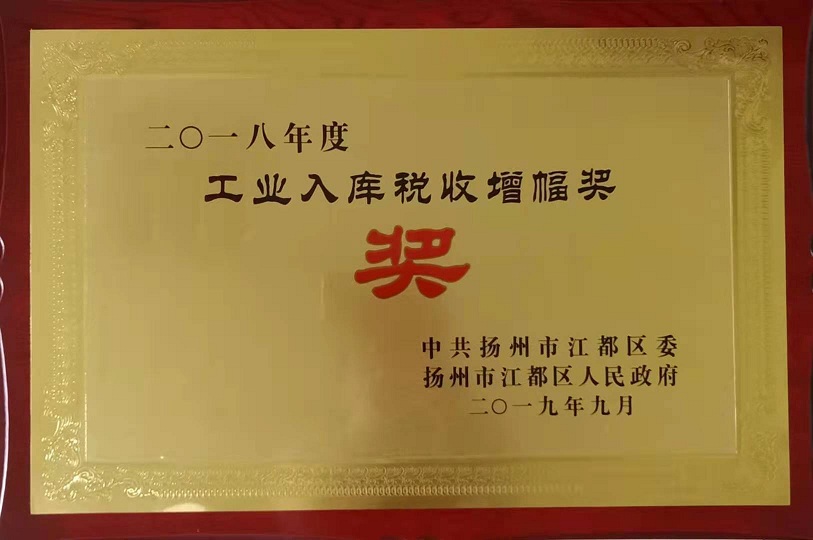 二〇一八年度
工业入库税收增幅奖
奖
中共扬州市江都区委
扬州市江都区人民政府
二〇一九年九月